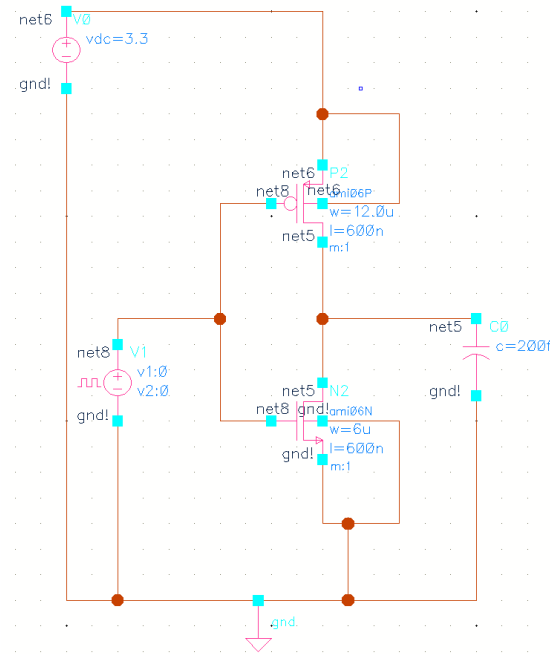 net6 V0
vdc=3.3
gnd!
net6 P2
net8 net6 ami06P
w=12.0u
net5 l=600n
m:1
net5 C0
c=200f
net8 V1
v1:0
v2:0
gnd!
gnd!
net5 N2
net8 gnd! ami06N
w=6u
l=600n
gnd!
m:1
gnd.